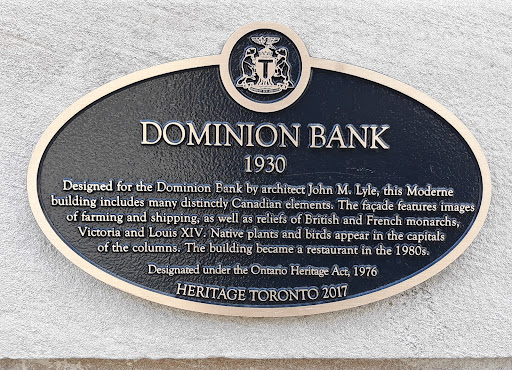 T
DOMINION BANK
1930
Designed for the Dominion Bank by architect John M. Lyle, this Moderne
building includes many distinctly Canadian elements. The façade features images
of farming and shipping, as well as reliefs of British and French monarchs,
Victoria and Louis XIV. Native plants and birds appear in the capitals
of the columns. The building became a restaurant in the 1980s.
Designated under the Ontario Heritage Act, 1976
HERITAGE TORONTO 2017